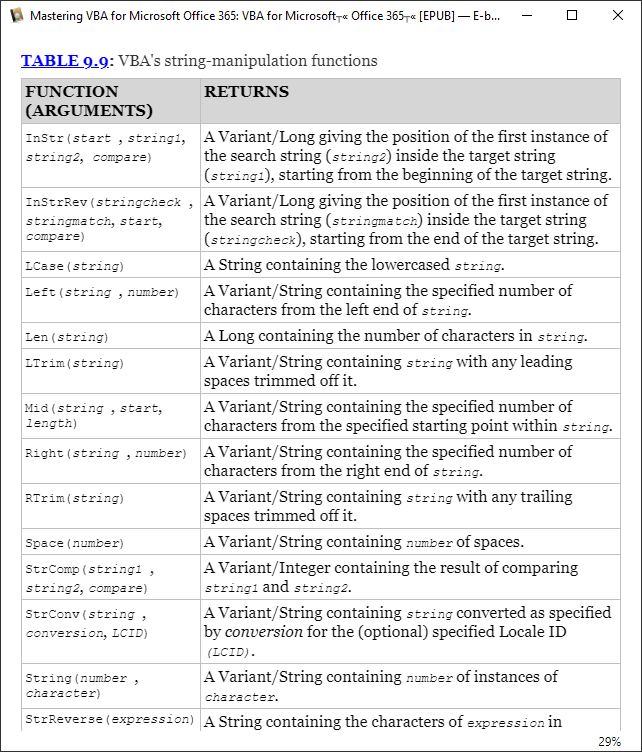 Mastering VBA for Microsoft Office 365: VBA for Microsoft┬« Office 365┬« [EPUB] — E-b...
TABLE 9.9: VBA's string-manipulation functions
FUNCTION
(ARGUMENTS)
RETURNS
InStr(start ,string1,
string2, compare)
A Variant/Long giving the position of the first instance of
the search string (string2) inside the target string
(string1), starting from the beginning of the target string.
InStrRev(stringcheck ,
stringmatch, start,
compare)
A Variant/Long giving the position of the first instance of
the search string (stringmatch) inside the target string
(stringcheck), starting from the end of the target string.
LCase(string)
A String containing the lowercased string.
Left(string ,number)
A Variant/String containing the specified number of
characters from the left end of string.
Len(string)
A Long containing the number of characters in string.
LTrim(string)
A Variant/String containing string with any leading
spaces trimmed off it.
Mid(string ,start,
length)
A Variant/String containing the specified number of
characters from the specified starting point within string.
Right(string ,number)
A Variant/String containing the specified number of
characters from the right end of string.
RTrim(string)
A Variant/String containing string with any trailing
spaces trimmed off it.
Space(number)
A Variant/String containing number of spaces.
StrComp(string1 ,
string2, compare)
A Variant/Integer containing the result of comparing
string1 and string2.
StrConv(string ,
conversion, LCID)
A Variant/String containing string converted as specified
by conversion for the (optional) specified Locale ID
(LCID).
String(number ,
character)
A Variant/String containing number of instances of
character.
StrReverse(expression)
A String containing the characters of expression in
29%